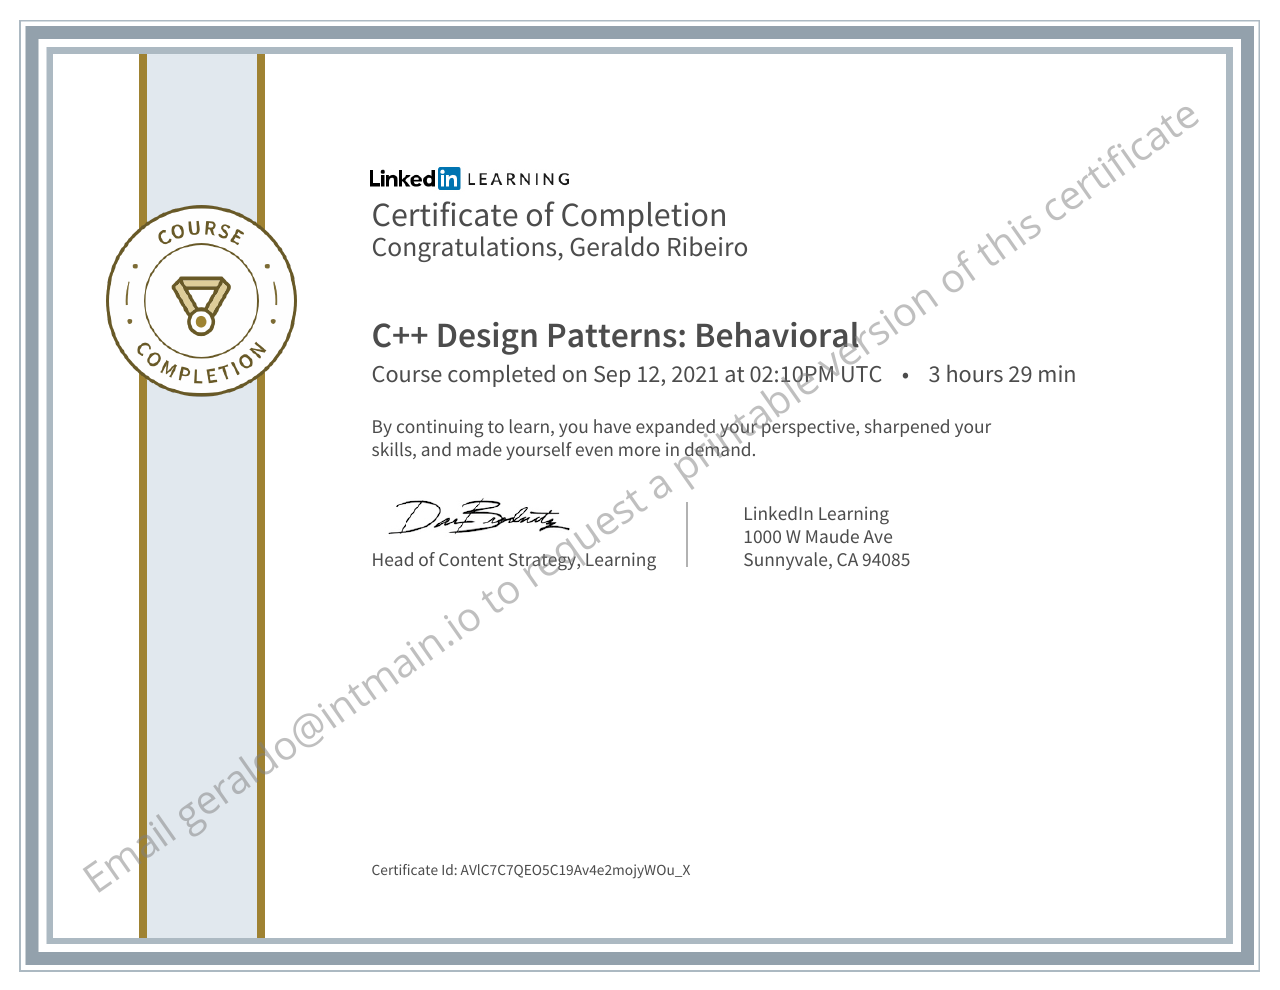 LinkedIn LEARNING
Certificate of Completion
Congratulations, Geraldo Ribeiro
COURSE
COMPLETION
C++ Design Patterns: Behavioral
Course completed on Sep 12, 2021 at 02:10PM UTC • 3 hours 29 min
By continuing to learn, you have expanded your perspective, sharpened your
skills, and made yourself even more in demand.
Head of Content Strategy, Learning
LinkedIn Learning
1000 W Maude Ave
Sunnyvale, CA 94085
Certificate Id: AVlC7C7QEO5C19Av4e2mojyWOu_X
Email geraldo@intmain.io to request a printable version of this certificate